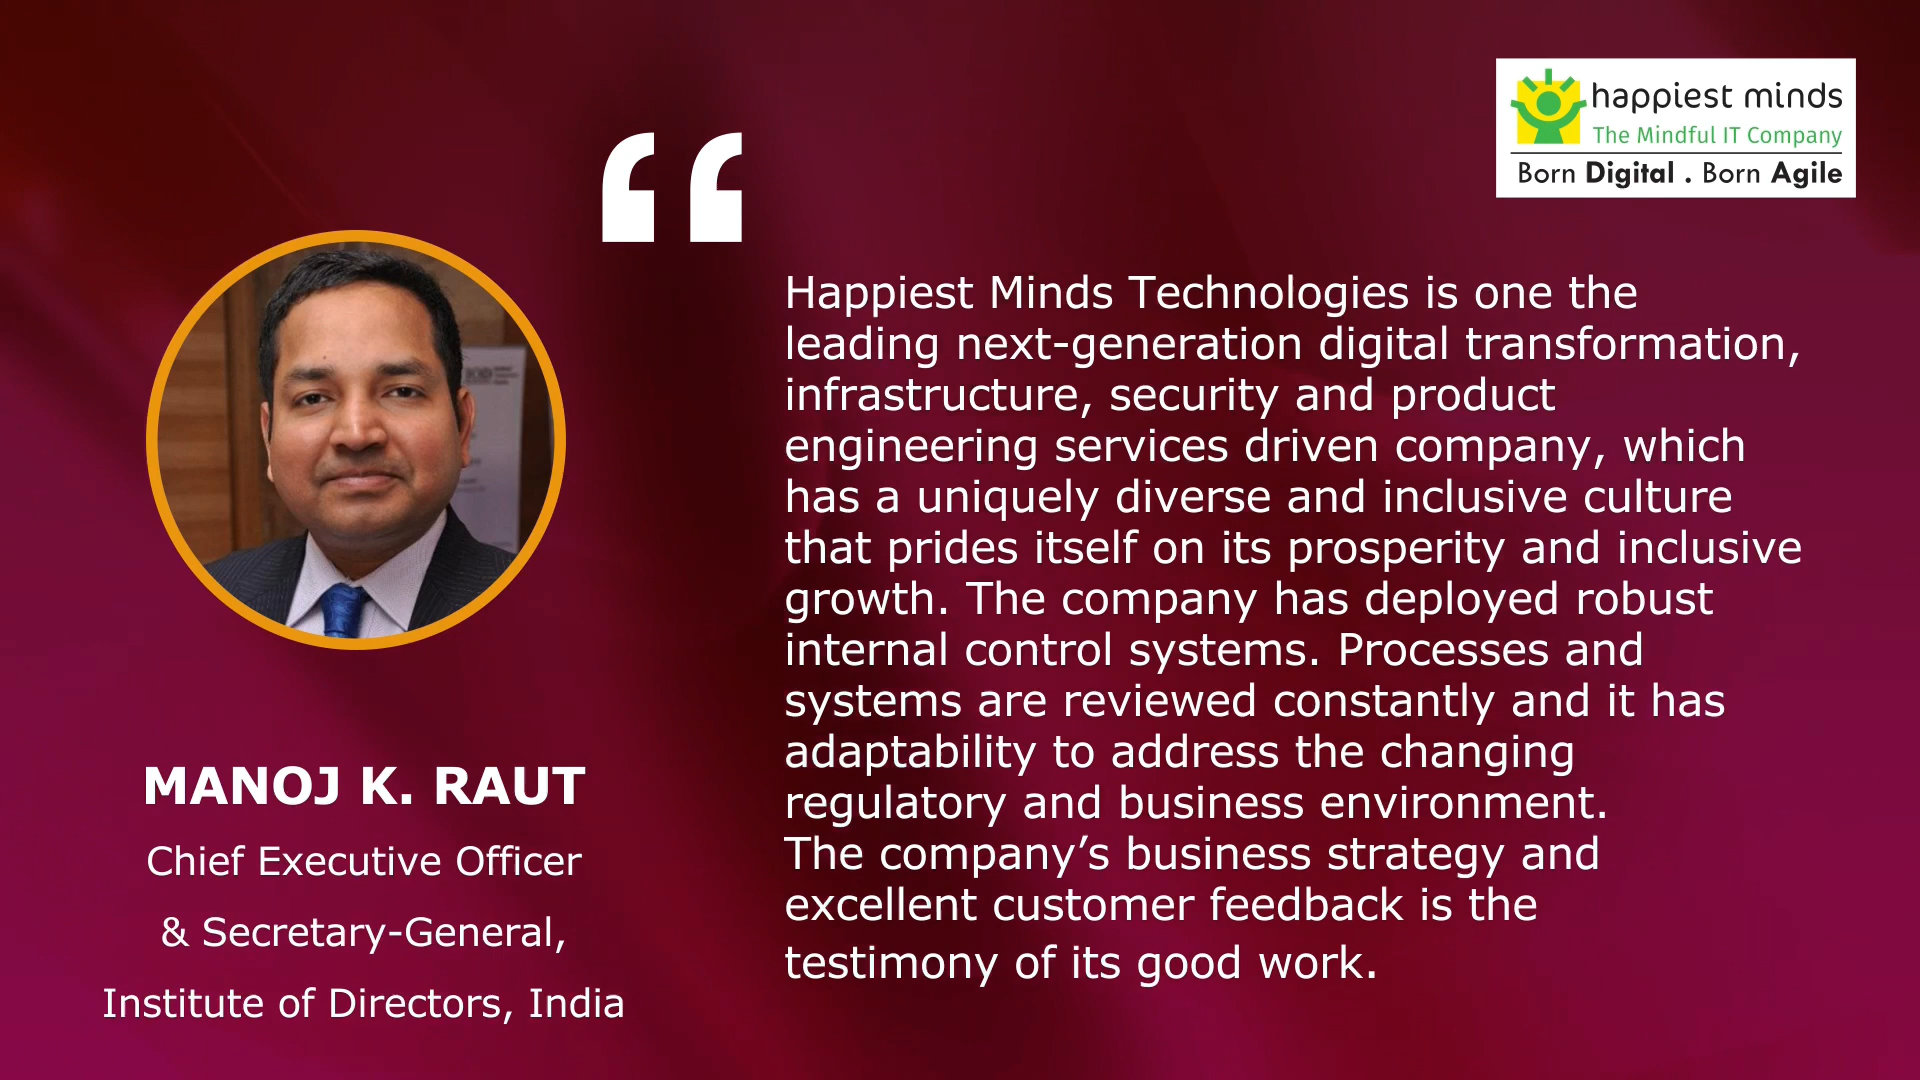 happiest minds
The Mindful IT Company
Born Digital . Born Agile
“
Happiest Minds Technologies is one the
leading next-generation digital transformation,
infrastructure, security and product
engineering services driven company, which
has a uniquely diverse and inclusive culture
that prides itself on its prosperity and inclusive
growth. The company has deployed robust
internal control systems. Processes and
systems are reviewed constantly and it has
adaptability to address the changing
regulatory and business environment.
The company’s business strategy and
excellent customer feedback is the
testimony of its good work.
MANOJ K. RAUT
Chief Executive Officer
& Secretary-General,
Institute of Directors, India